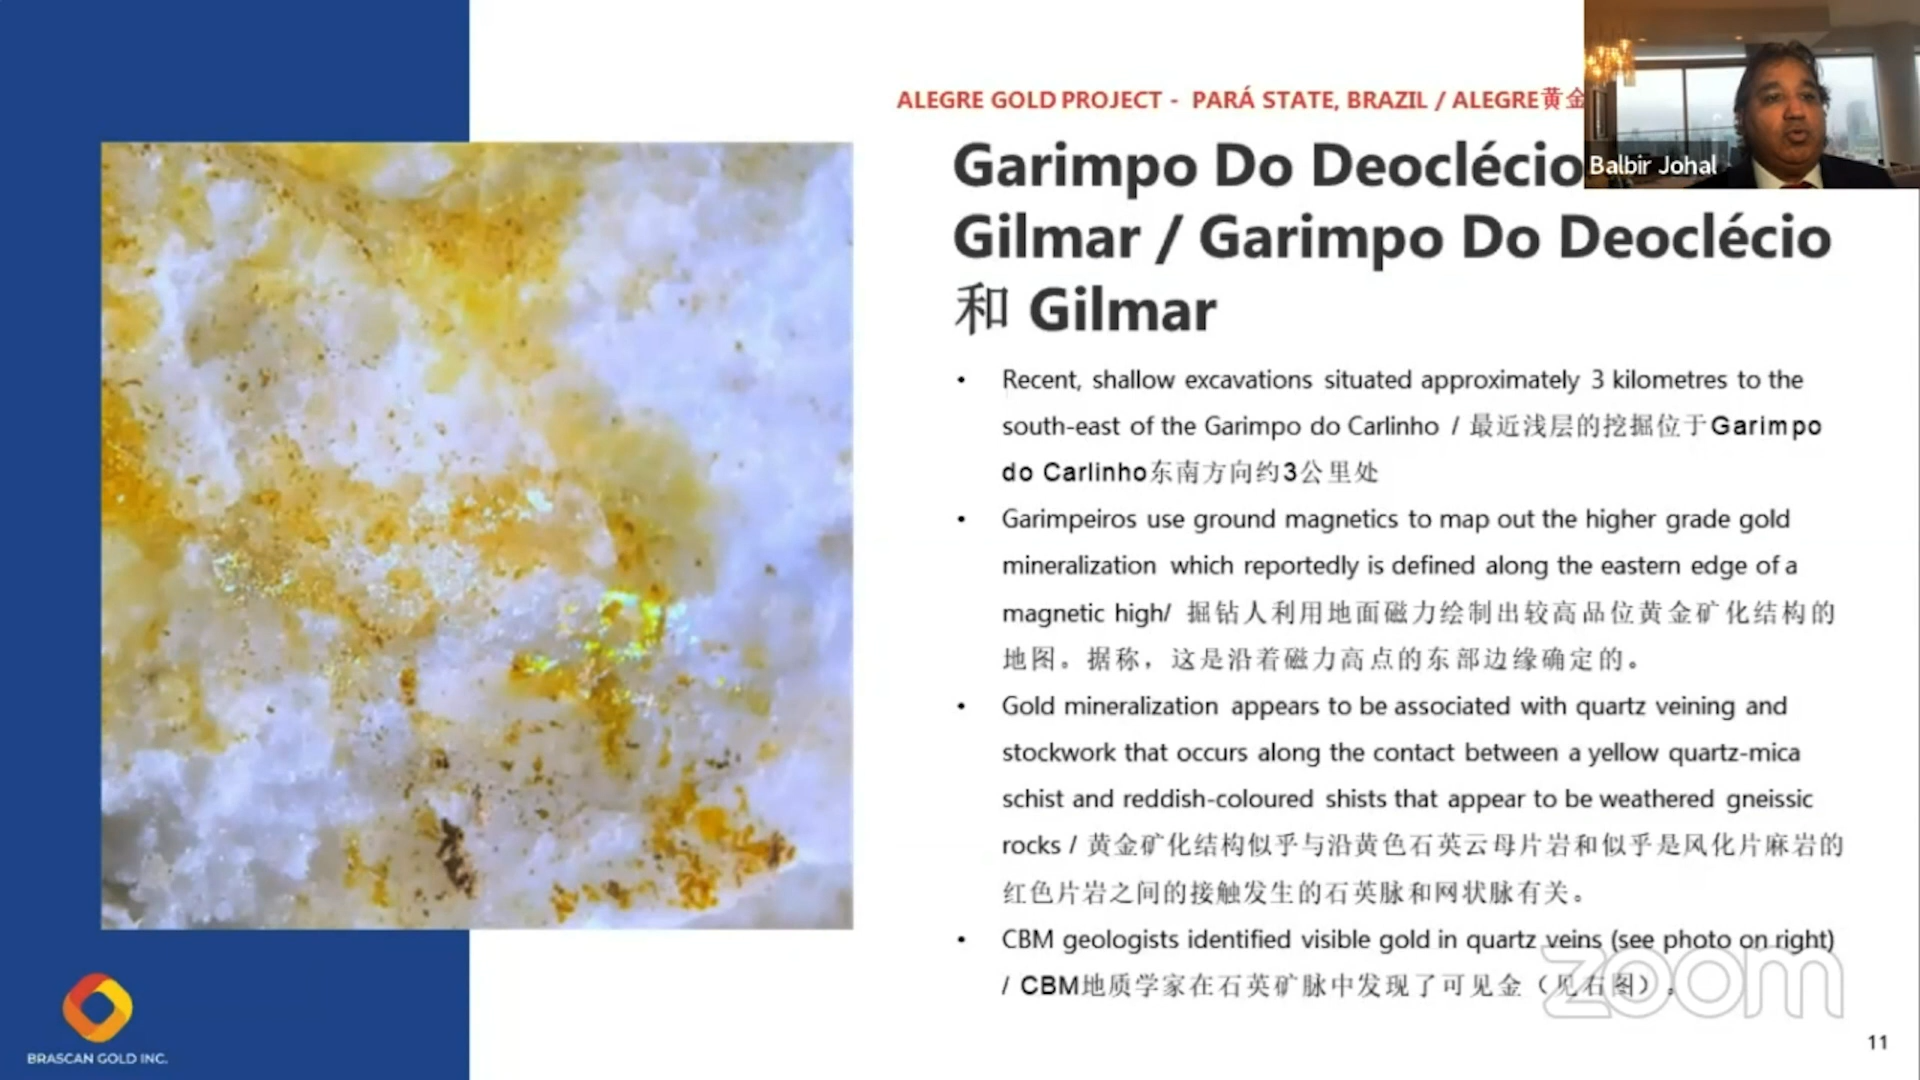 ALEGRE GOLD PROJECT - PARÁ STATE, BRAZIL / ALEGRE黄金
Balbir Johal
Garimpo Do Deoclécio
Gilmar / Garimpo Do Deoclécio
和 Gilmar
• Recent, shallow excavations situated approximately 3 kilometres to the
south-east of the Garimpo do Carlinho / 最近浅层的挖掘位于Garimpo
do Carlinho东南方向约3公里处
• Garimpeiros use ground magnetics to map out the higher grade gold
mineralization which reportedly is defined along the eastern edge of a
magnetic high/ 掘钻人利用地面磁力绘制出较高品位黄金矿化结构的
地图。据称，这是沿着磁力高点的东部边缘确定的。
• Gold mineralization appears to be associated with quartz veining and
stockwork that occurs along the contact between a yellow quartz-mica
schist and reddish-coloured shists that appear to be weathered gneissic
rocks / 黄金矿化结构似乎与沿黄色石英云母片岩和似乎是风化片麻岩的
红色片岩之间的接触发生的石英脉和网状脉有关。
• CBM geologists identified visible gold in quartz veins (see photo on right)
/ CBM地质学家在石英矿脉中发现了可见金（见右图）。
zoom
BRASCAN GOLD INC.
11